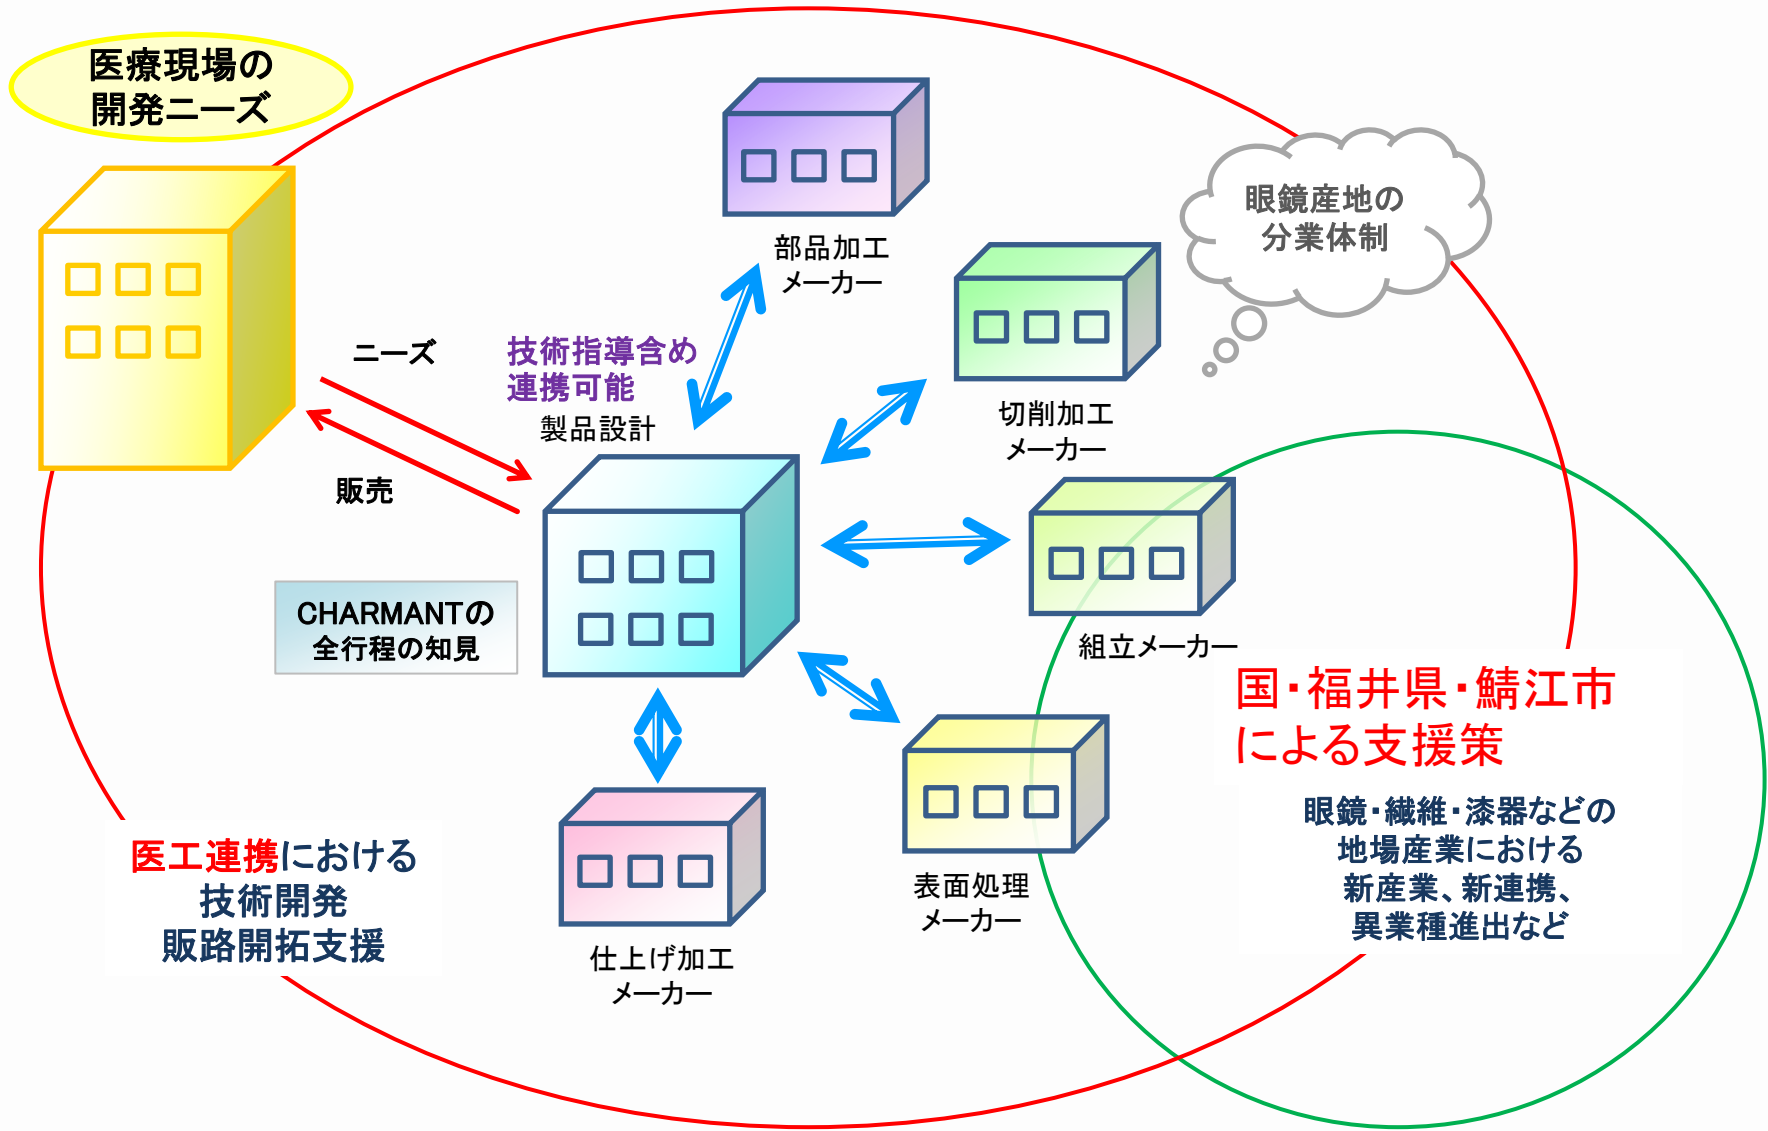 医療現場の
開発ニーズ
部品加工
メーカー
眼鏡産地の
分業体制
ニーズ
技術指導含め
連携可能
製品設計
切削加工
メーカー
販売
CHARMANTの
全行程の知見
組立メーカー
国・福井県・鯖江市
による支援策
眼鏡・繊維・漆器などの
地場産業における
新産業、新連携、
異業種進出など
医工連携における
技術開発
販路開拓支援
表面処理
メーカー
仕上げ加工
メーカー